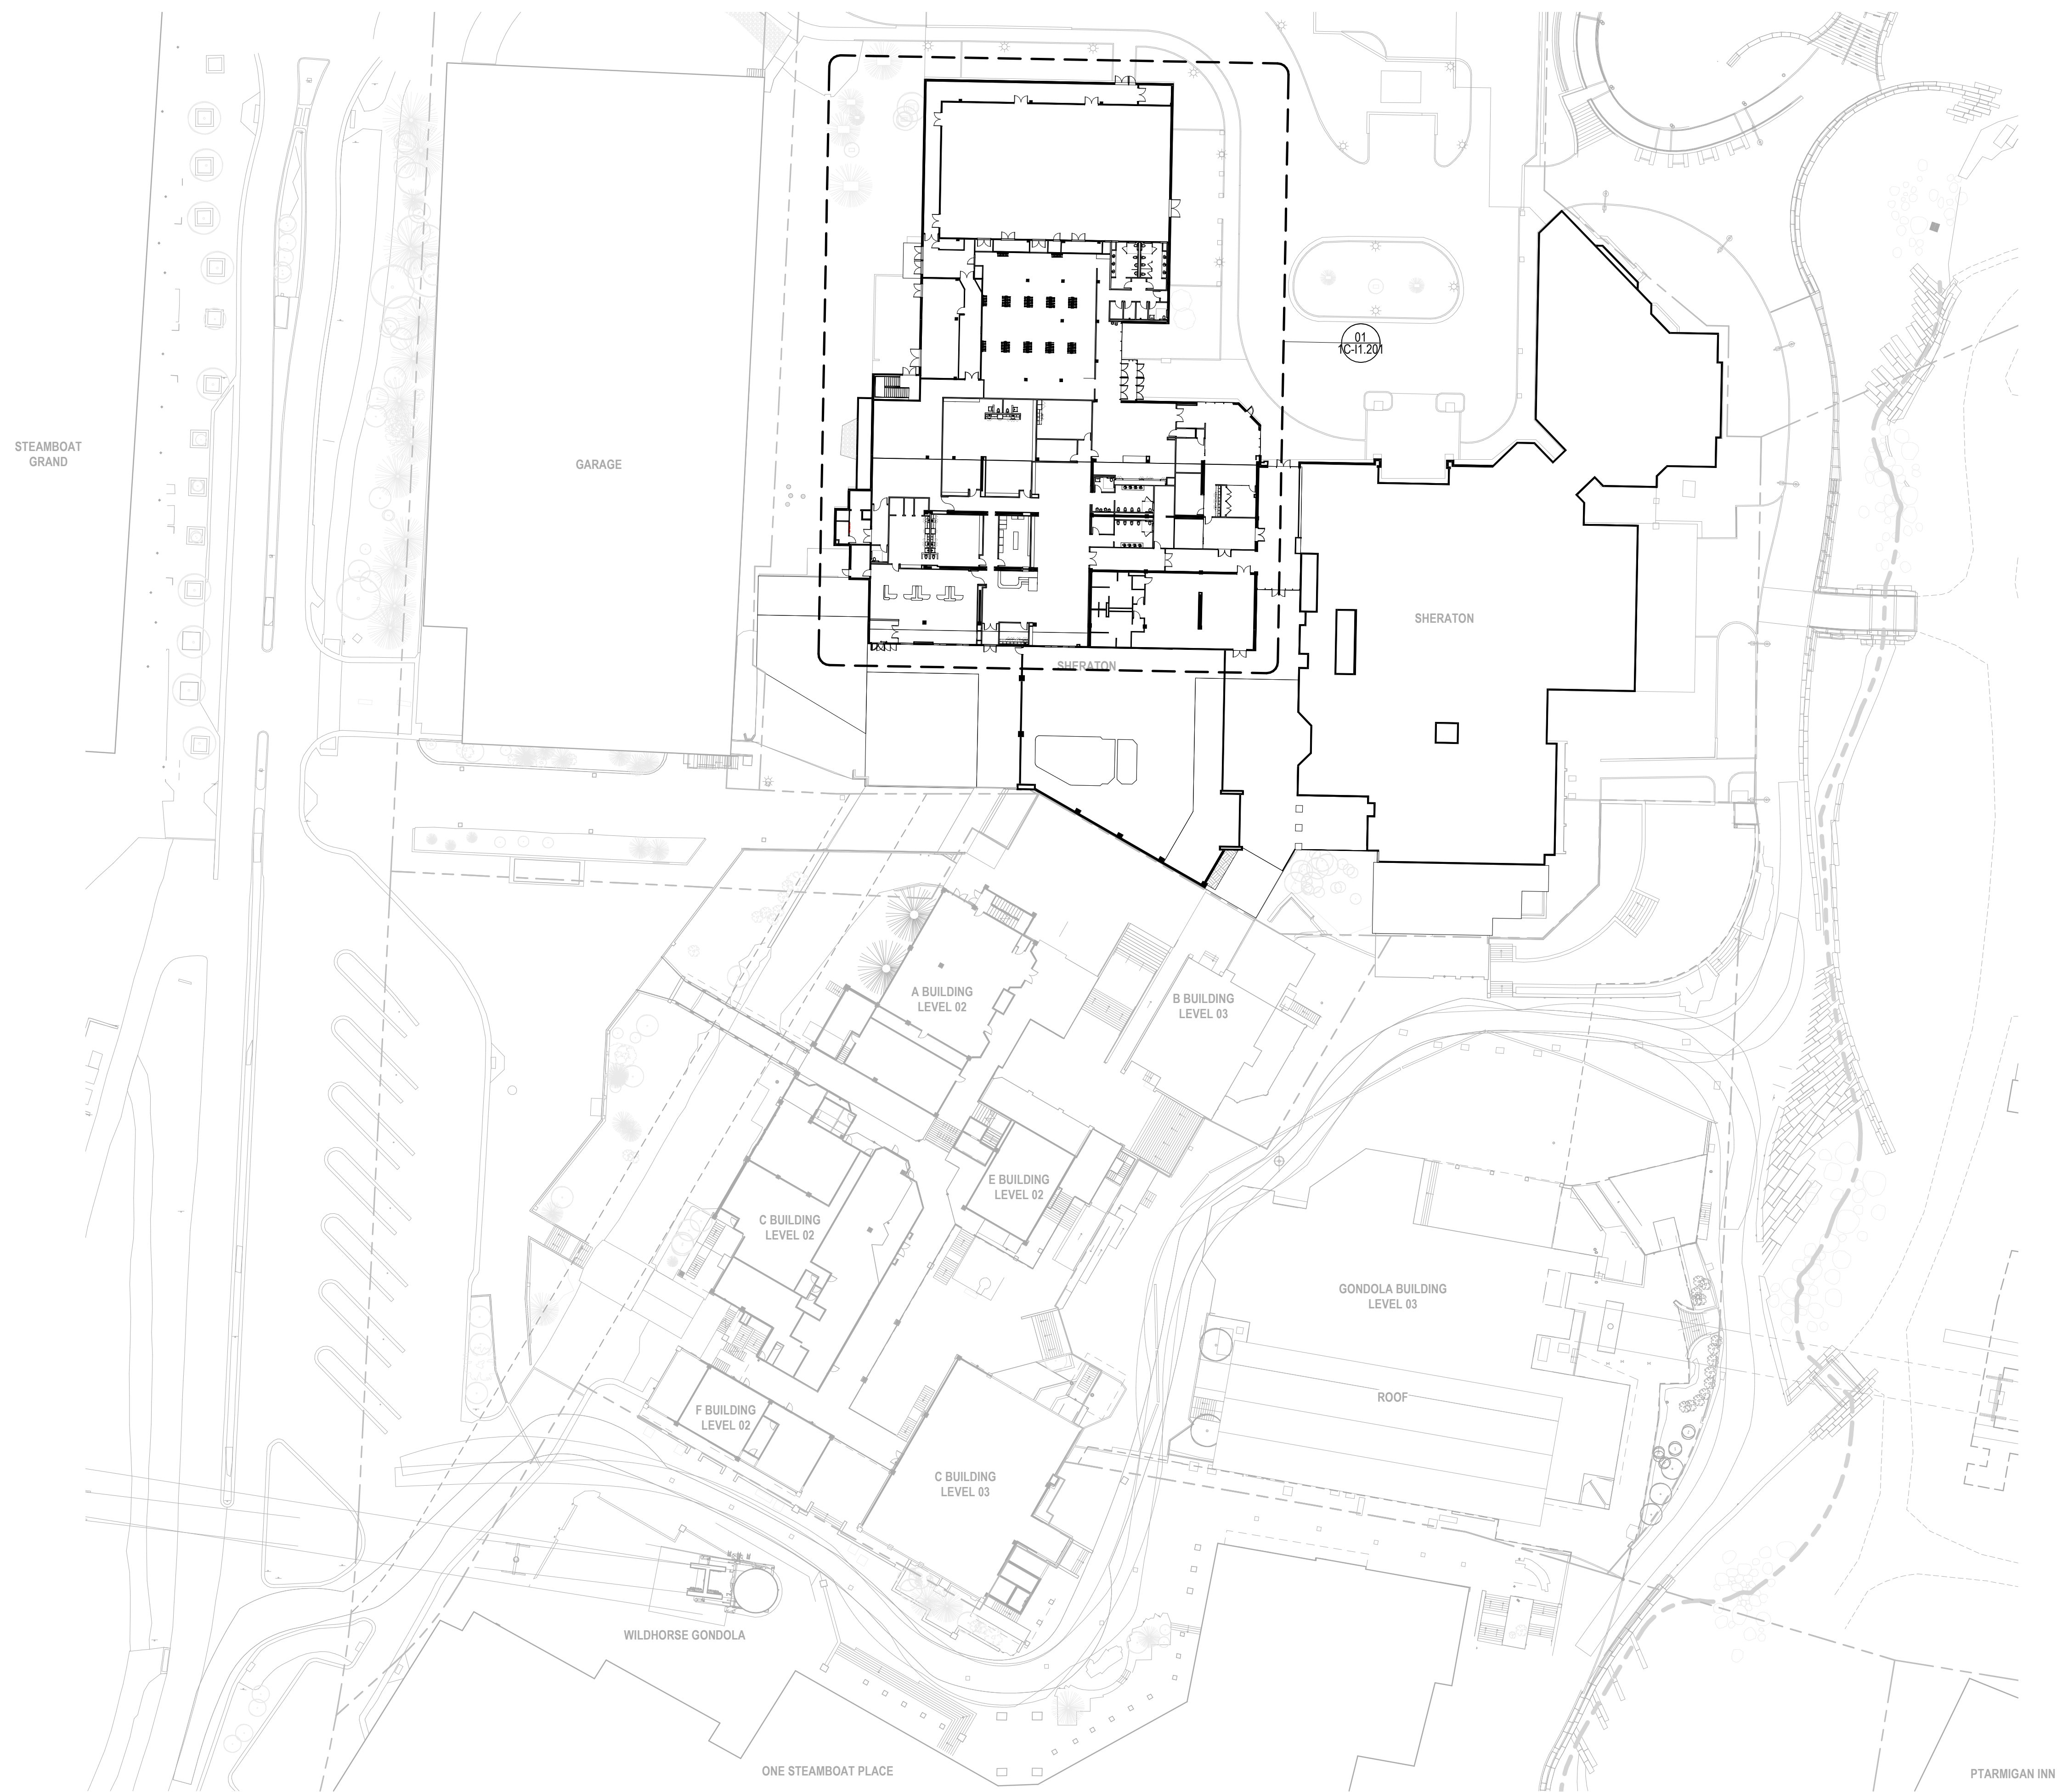 01
1C-I1.201
STEAMBOAT
GRAND
GARAGE
SHERATON
SHERATON
A BUILDING
LEVEL 02
B BUILDING
LEVEL 03
E BUILDING
LEVEL 02
C BUILDING
LEVEL 02
GONDOLA BUILDING
LEVEL 03
ROOF
F BUILDING
LEVEL 02
C BUILDING
LEVEL 03
WILDHORSE GONDOLA
ONE STEAMBOAT PLACE
PTARMIGAN INN